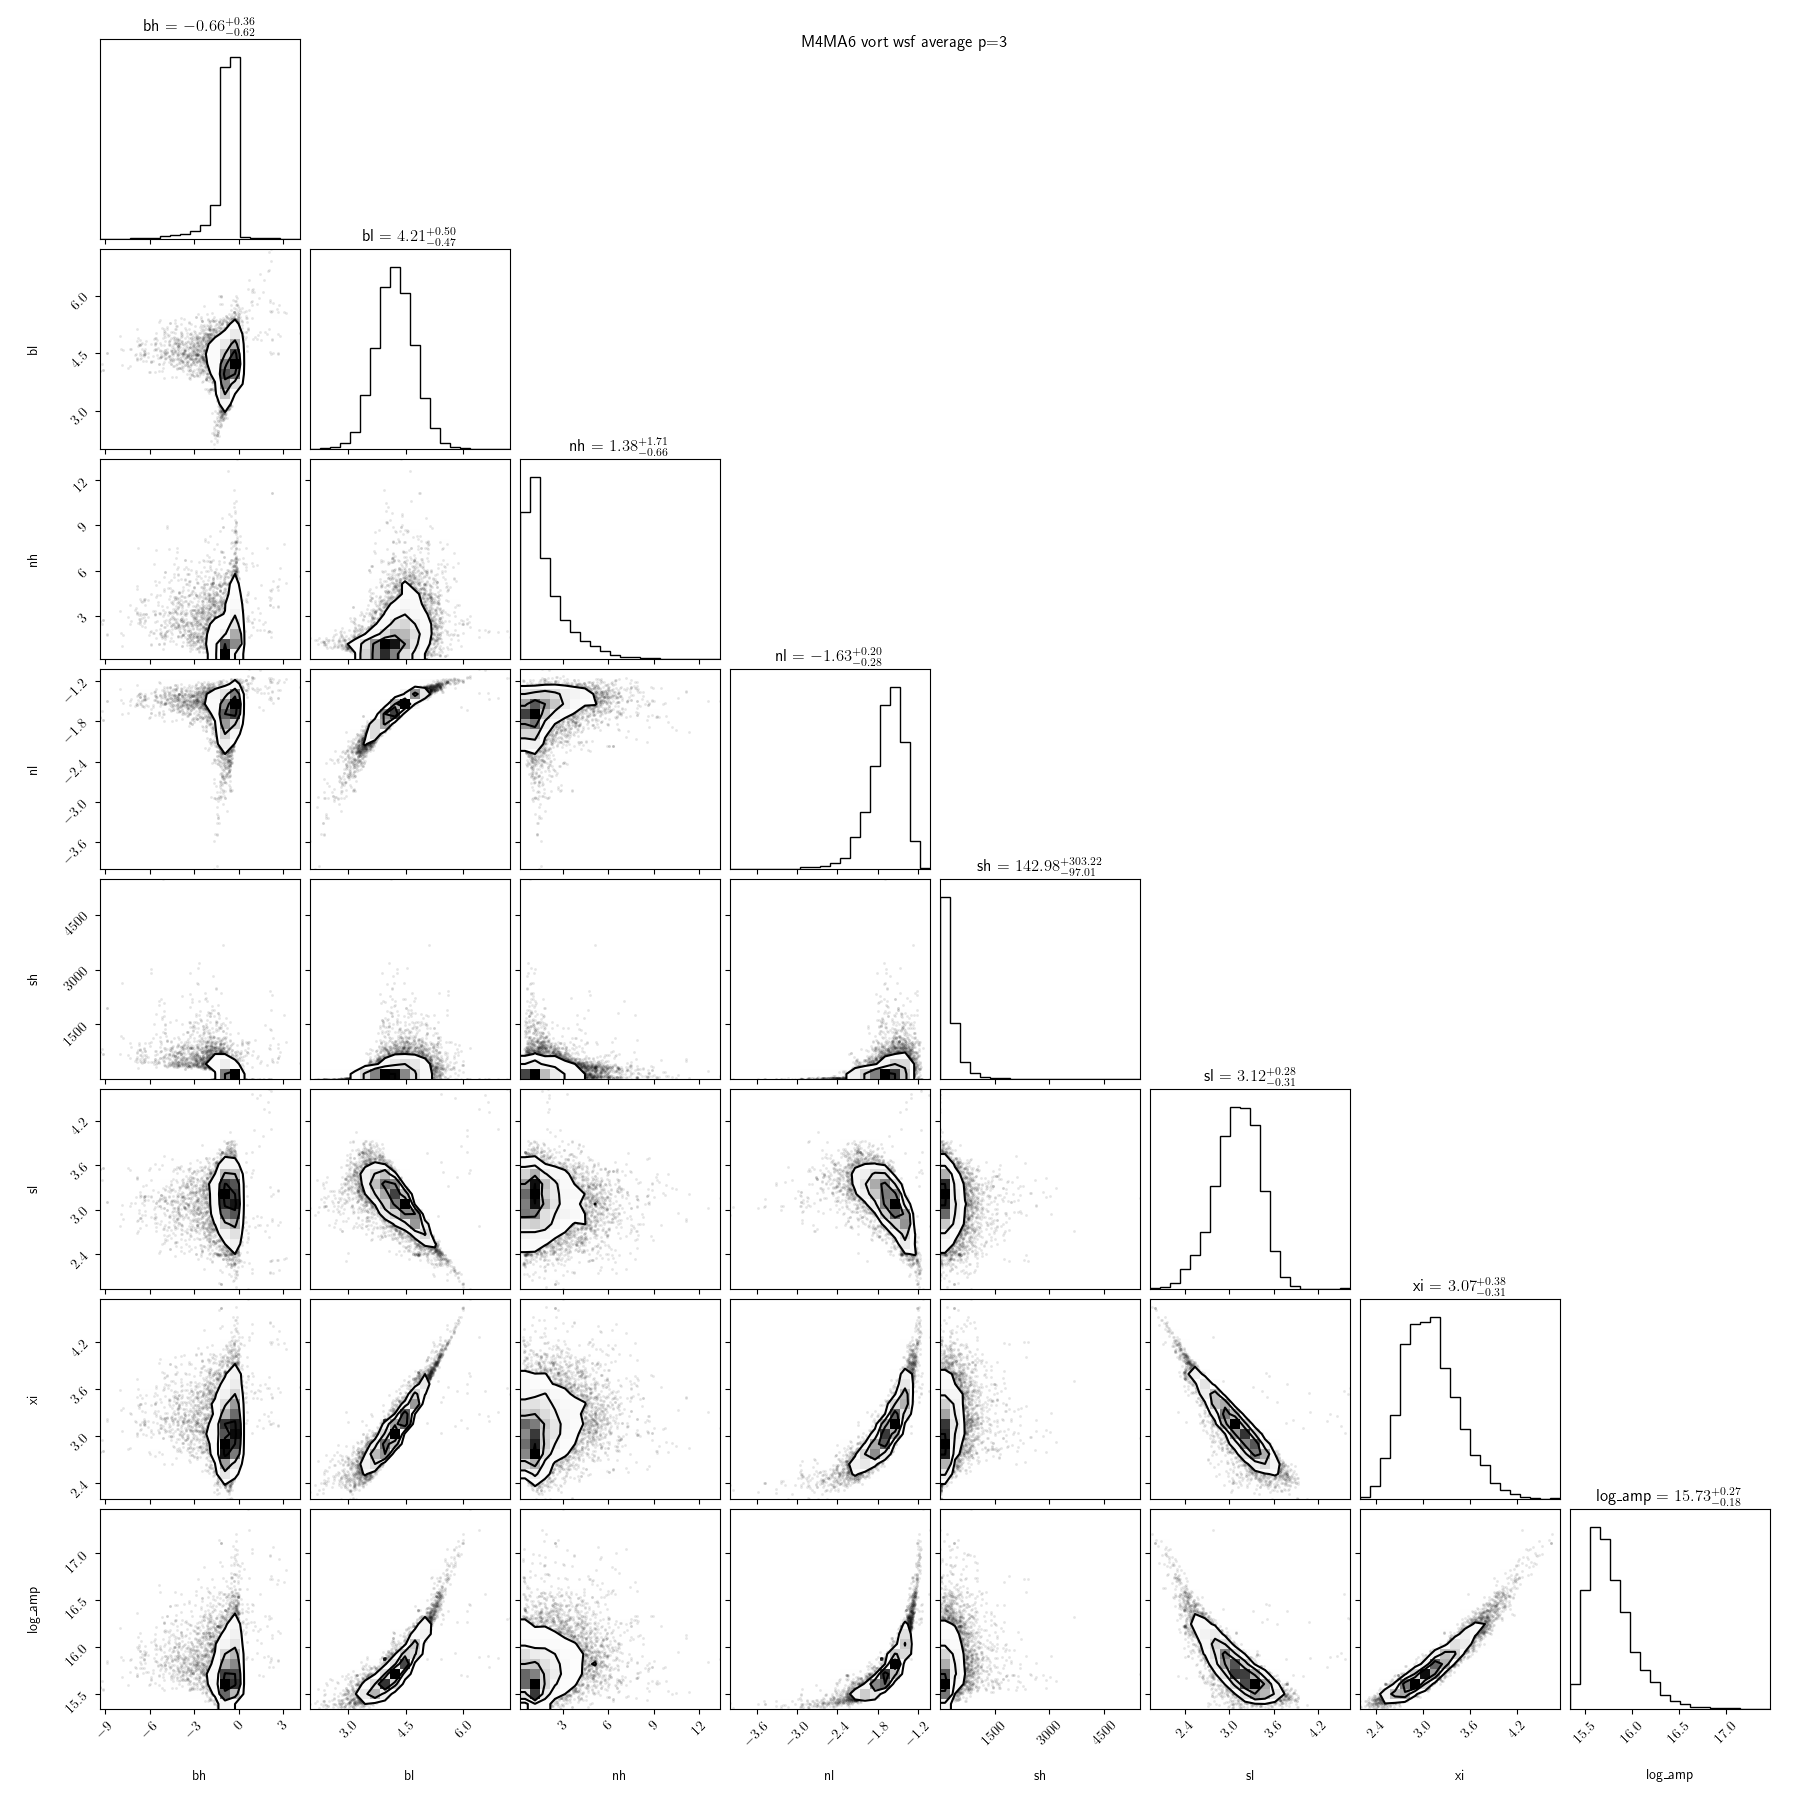 M4MA6 vort wsf average p=3
bh = −0.66 +0.36 −0.62
bl = 4.21 +0.50 −0.47
nh = 1.38 +1.71 −0.66
nl = −1.63 +0.20 −0.28
sh = 142.98 +303.22 −97.01
sl = 3.12 +0.28 −0.31
xi = 3.07 +0.38 −0.31
log_amp = 15.73 +0.27 −0.18
bl
6.0
4.5
3.0
nh
12
9
6
3
nl
−1.2
−1.8
−2.4
−3.0
−3.6
sh
4500
3000
1500
sl
4.2
3.6
3.0
2.4
xi
4.2
3.6
3.0
2.4
log_amp
17.0
16.5
16.0
15.5
−9 −6 −3 0 3
3.0 4.5 6.0
3 6 9 12
−3.6 −3.0 −2.4 −1.8 −1.2
1500 3000 4500
2.4 3.0 3.6 4.2
2.4 3.0 3.6 4.2
15.5 16.0 16.5 17.0
bh bl nh nl sh sl xi log_amp